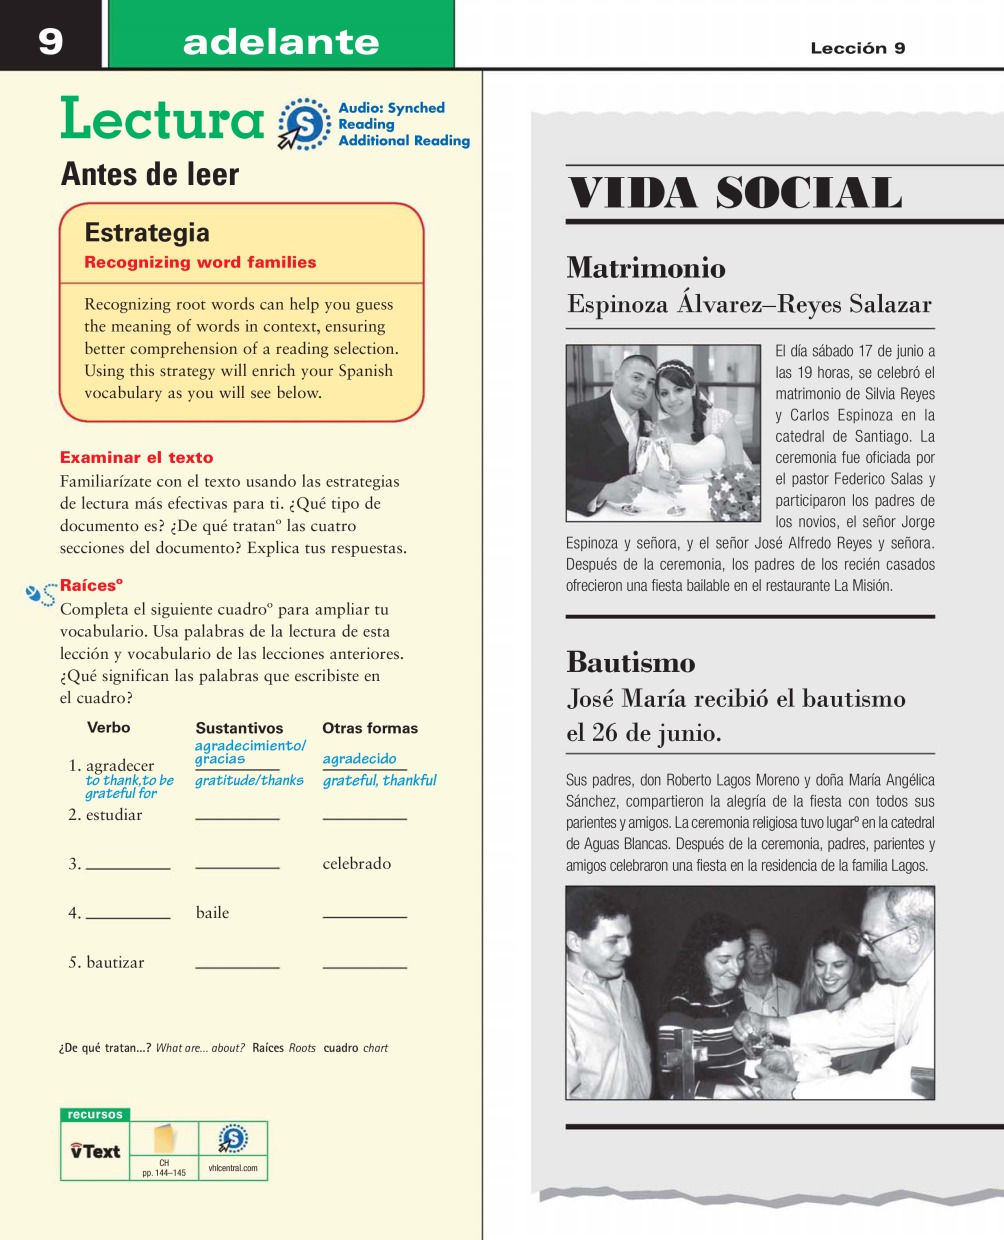 9
adelante
Lección 9
Lectura
Audio: Synched
Reading
Additional Reading
Antes de leer
Estrategia
Recognizing word families
Recognizing root words can help you guess
the meaning of words in context, ensuring
better comprehension of a reading selection.
Using this strategy will enrich your Spanish
vocabulary as you will see below.
Examinar el texto
Familiarízate con el texto usando las estrategias
de lectura más efectivas para ti. ¿Qué tipo de
documento es? ¿De qué tratanº las cuatro
secciones del documento? Explica tus respuestas.
Raícesº
Completa el siguiente cuadroº para ampliar tu
vocabulario. Usa palabras de la lectura de esta
lección y vocabulario de las lecciones anteriores.
¿Qué significan las palabras que escribiste en
el cuadro?
Verbo Sustantivos Otras formas
agradecimiento/
1. agradecer gracias agradecido
to thank,to be gratitude/thanks grateful, thankful
grateful for
2. estudiar
3. celebrado
4. baile
5. bautizar
¿De qué tratan...? What are... about? Raíces Roots cuadro chart
recursos
vText
CH
pp. 144–145
vhlcentral.com
VIDA SOCIAL
Matrimonio
Espinoza Álvarez–Reyes Salazar
El día sábado 17 de junio a
las 19 horas, se celebró el
matrimonio de Silvia Reyes
y Carlos Espinoza en la
catedral de Santiago. La
ceremonia fue oficiada por
el pastor Federico Salas y
participaron los padres de
los novios, el señor Jorge
Espinoza y señora, y el señor José Alfredo Reyes y señora.
Después de la ceremonia, los padres de los recién casados
ofrecieron una fiesta bailable en el restaurante La Misión.
Bautismo
José María recibió el bautismo
el 26 de junio.
Sus padres, don Roberto Lagos Moreno y doña María Angélica
Sánchez, compartieron la alegría de la fiesta con todos sus
parientes y amigos. La ceremonia religiosa tuvo lugarº en la catedral
de Aguas Blancas. Después de la ceremonia, padres, parientes y
amigos celebraron una fiesta en la residencia de la familia Lagos.